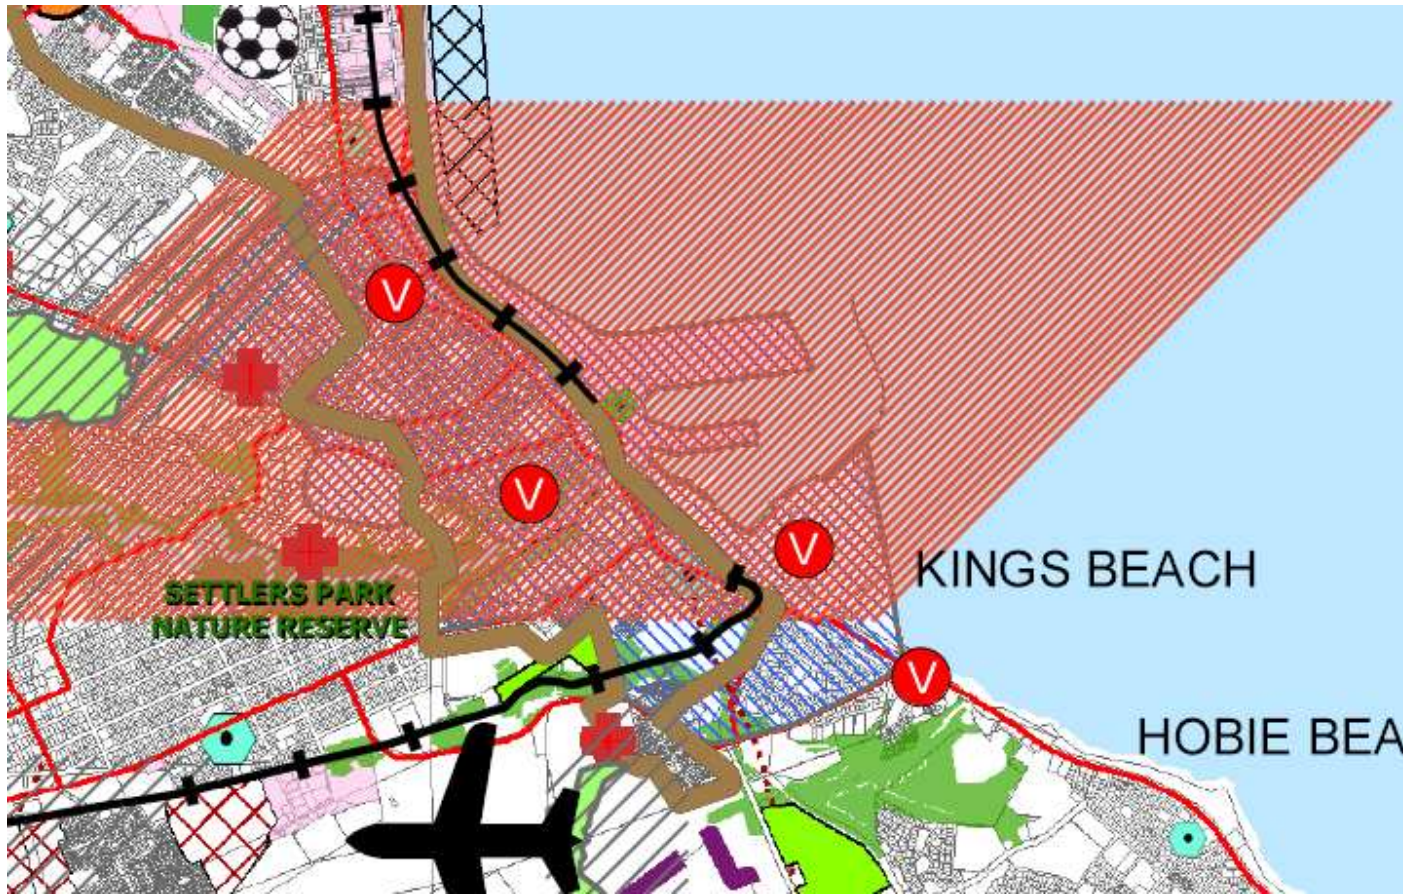 V
V
V
KINGS BEACH
SETTLERS PARK
NATURE RESERVE
V
HOBIE BEA